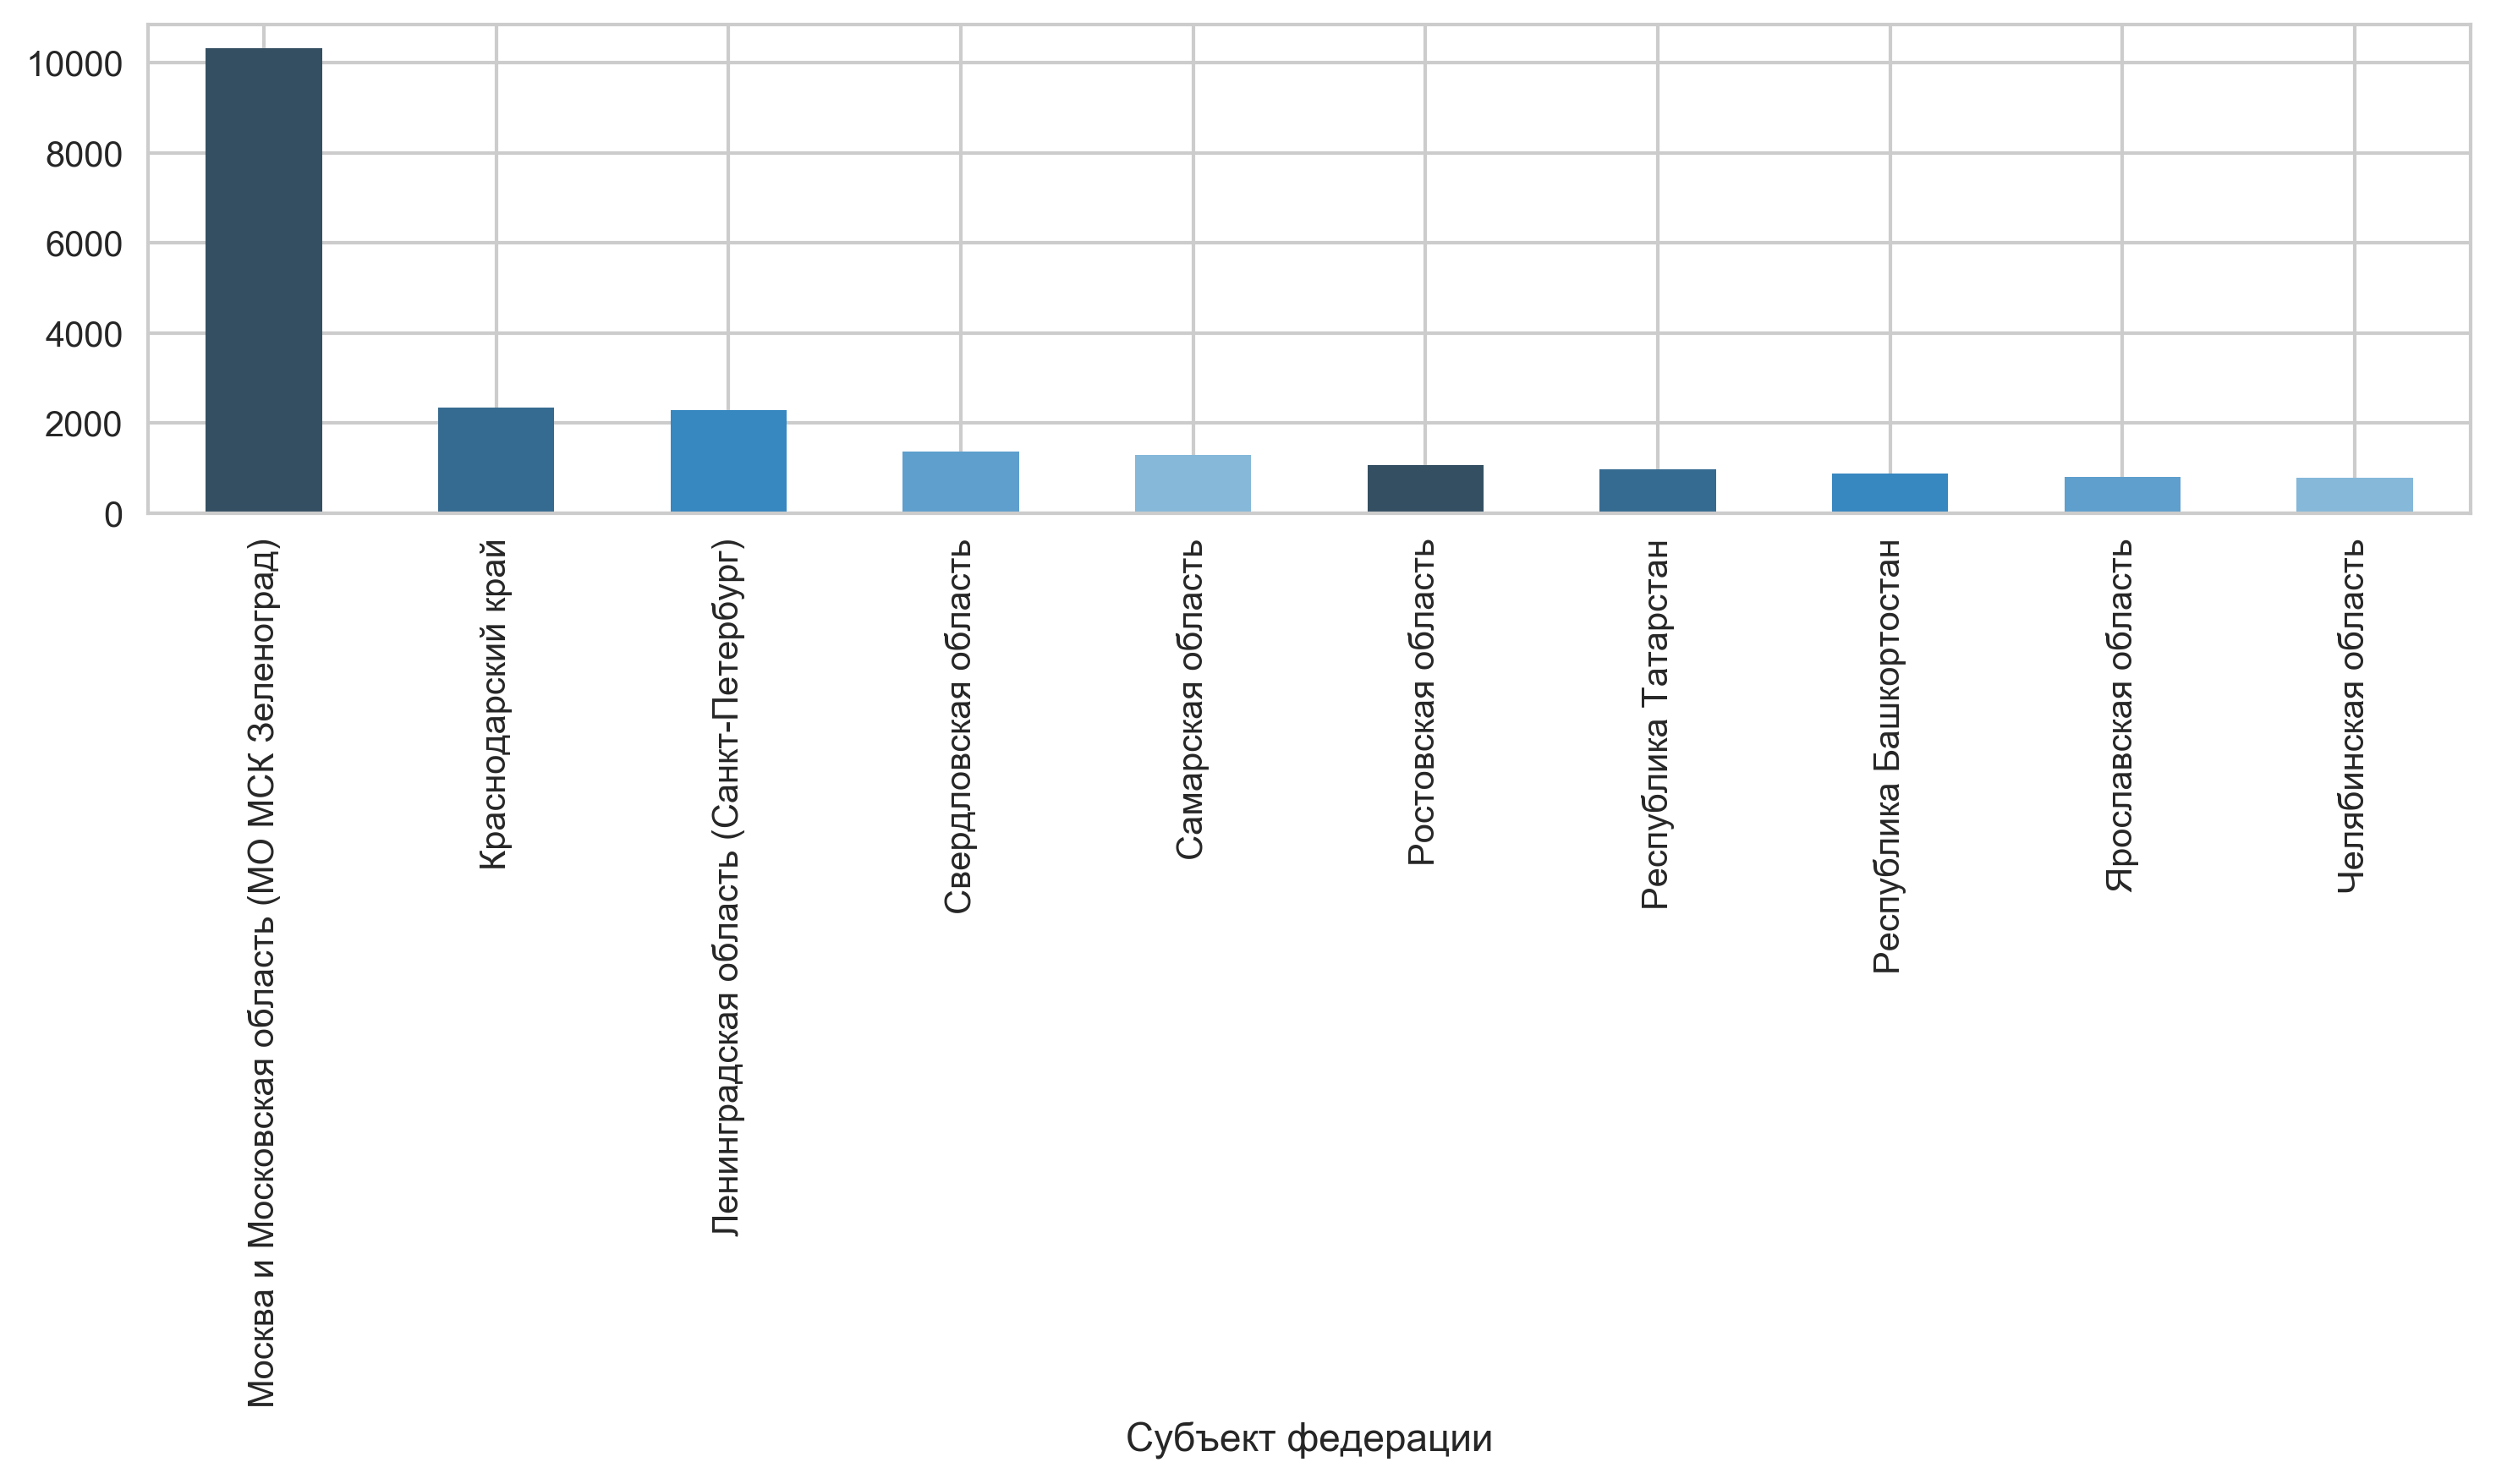 10000
8000
6000
4000
2000
0
Москва и Московская область (МО МСК Зеленоград)
Краснодарский край
Ленинградская область (Санкт-Петербург)
Свердловская область
Самарская область
Ростовская область
Республика Татарстан
Республика Башкортостан
Ярославская область
Челябинская область
Субъект федерации